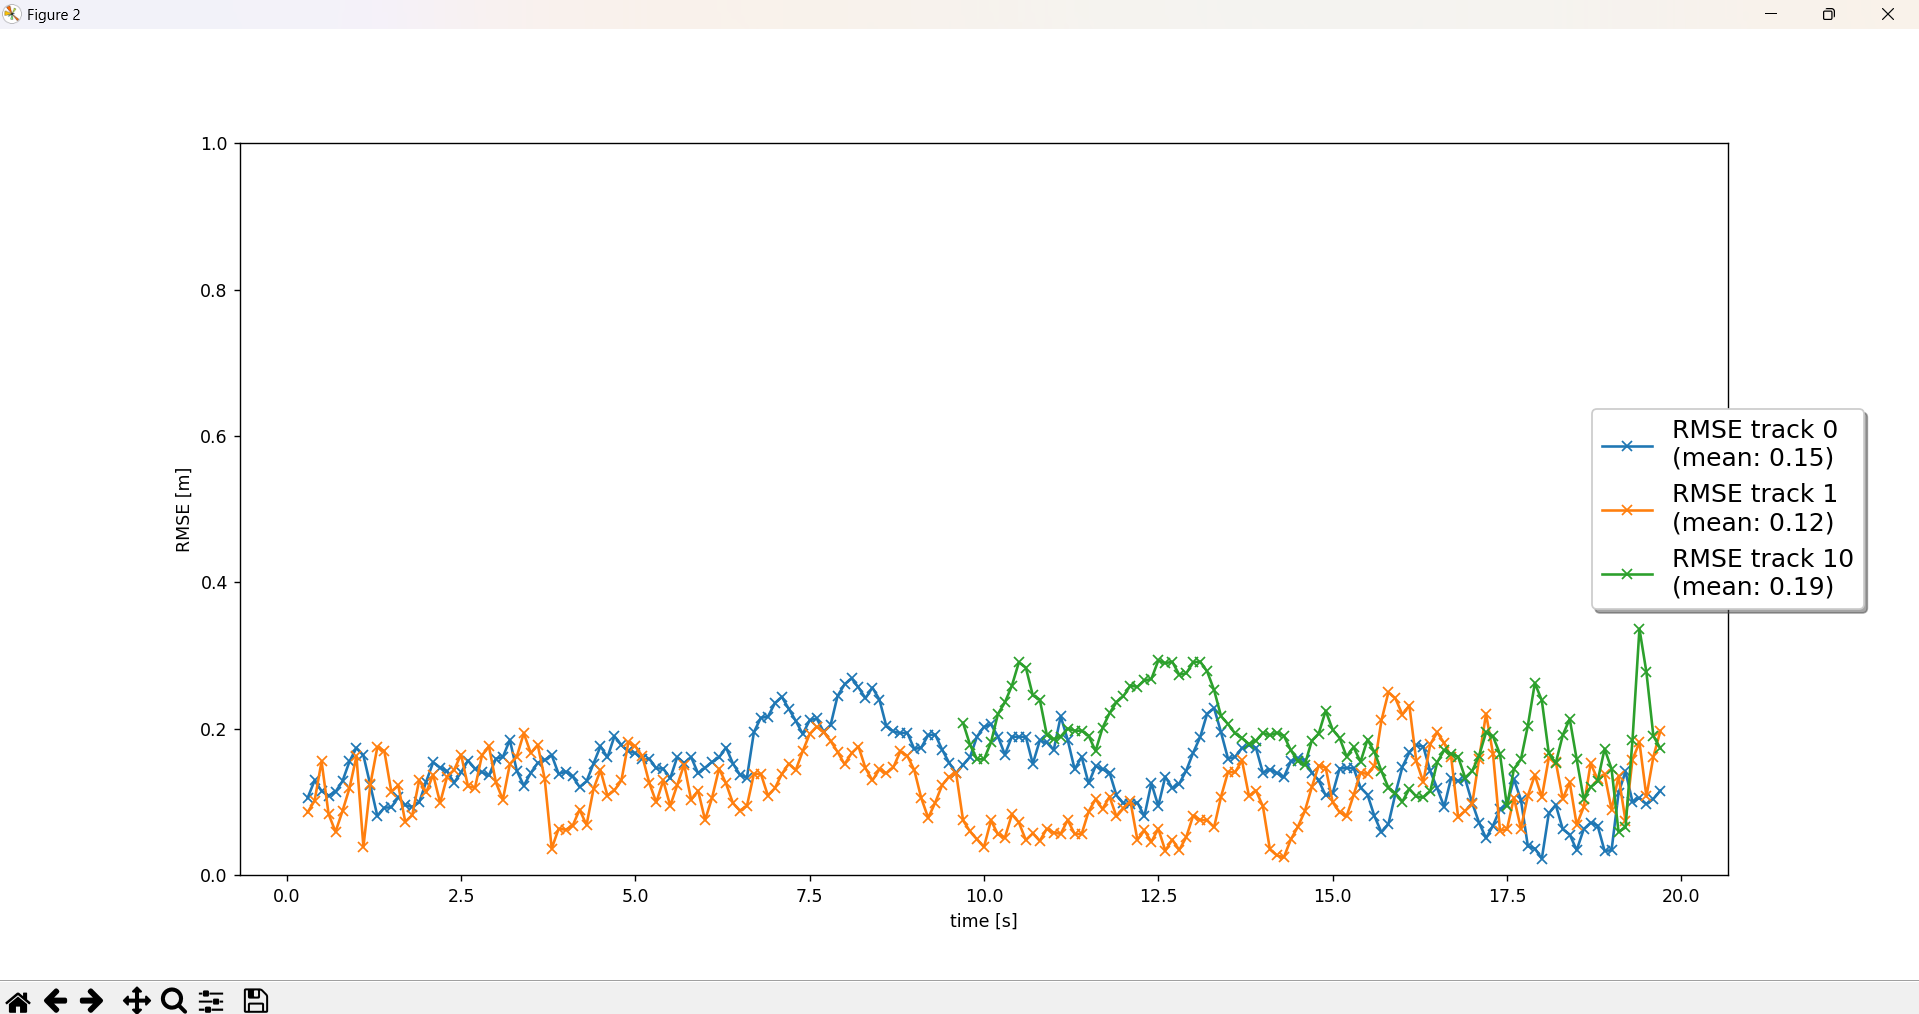 Figure 2
1.0
0.8
0.6
0.4
0.2
0.0
RMSE [m]
0.0 2.5 5.0 7.5 10.0 12.5 15.0 17.5 20.0
time [s]
RMSE track 0
(mean: 0.15)
RMSE track 1
(mean: 0.12)
RMSE track 10
(mean: 0.19)